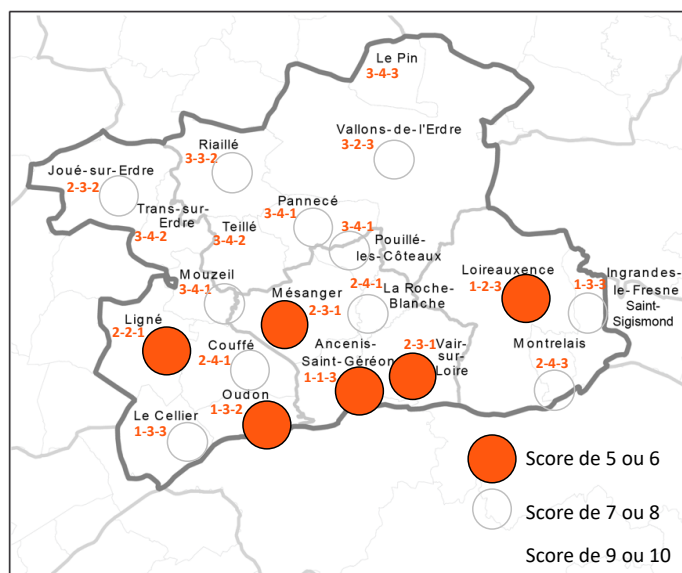 Le Pin
3-4-3
Vallons-de-l'Erdre
3-2-3
Riaillé
3-3-2
Joué-sur-Erdre
2-3-2
Trans-sur-
Erdre
3-4-2
Teillé
3-4-2
Pannecé
3-4-1
3-4-1
Pouillé-
les-Côteaux
Mouzeil
3-4-1
Mésanger
2-3-1
2-4-1
La Roche-
Blanche
Loireauxence
1-2-3
Ingrandes-
le-Fresne
Saint-
Sigismond
1-3-3
Ligné
2-2-1
Couffé
2-4-1
Ancenis-
Saint-Géréon
1-1-3
2-3-1
Vair-
sur-
Loire
Montrelais
2-4-3
Oudon
1-3-2
Le Cellier
1-3-3
Score de 5 ou 6
Score de 7 ou 8
Score de 9 ou 10